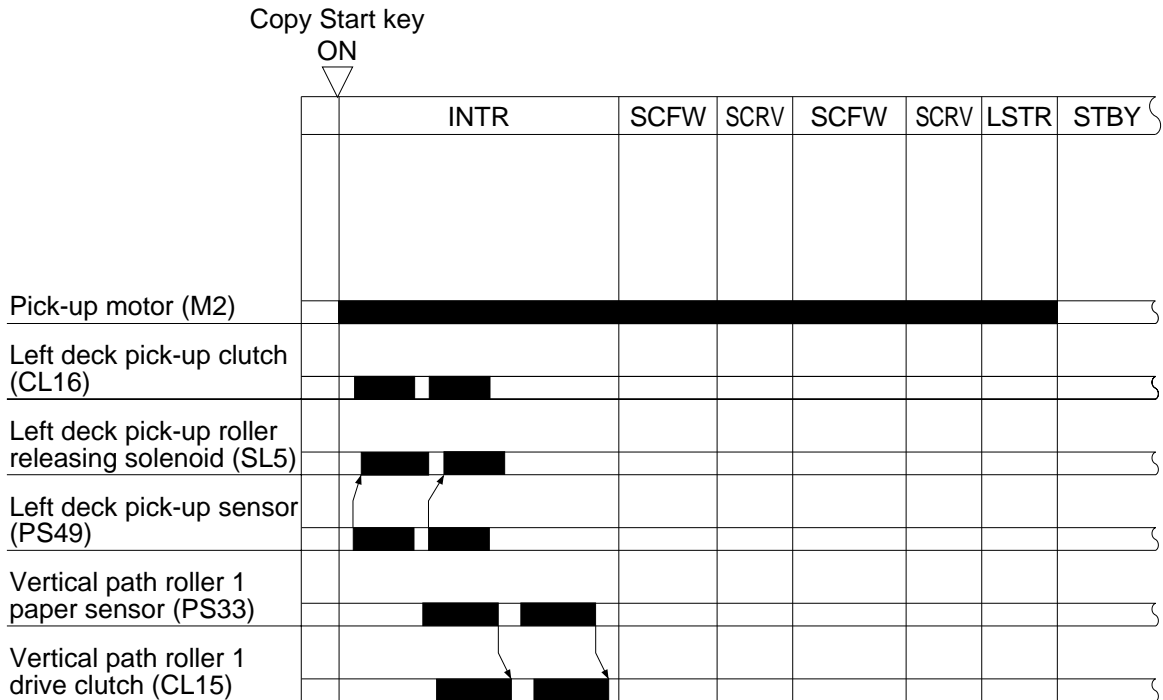 Copy Start key
ON
INTR SCFW SCRV SCFW SCRV LSTR STBY
Pick-up motor (M2)
Left deck pick-up clutch
(CL16)
Left deck pick-up roller
releasing solenoid (SL5)
Left deck pick-up sensor
(PS49)
Vertical path roller 1
paper sensor (PS33)
Vertical path roller 1
drive clutch (CL15)